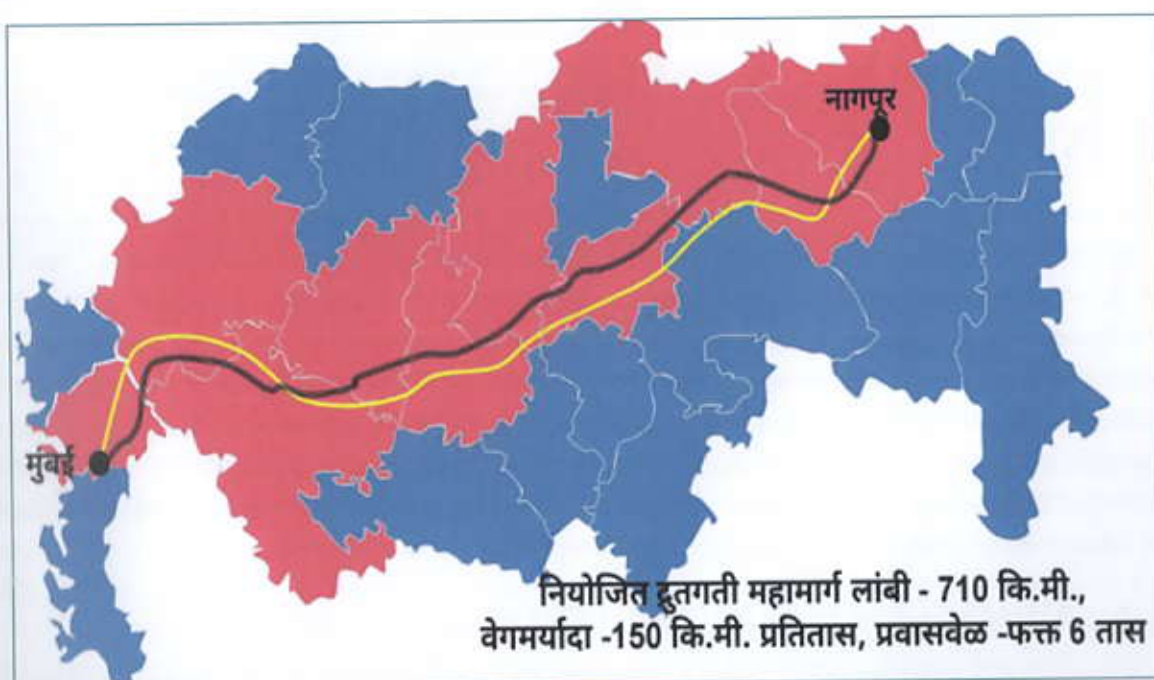 नागपूर
मुंबई
नियोजित द्रुतगती महामार्ग लांबी - 710 कि.मी.,
वेगमर्यादा -150 कि.मी. प्रतितास, प्रवासवेळ -फक्त 6 तास